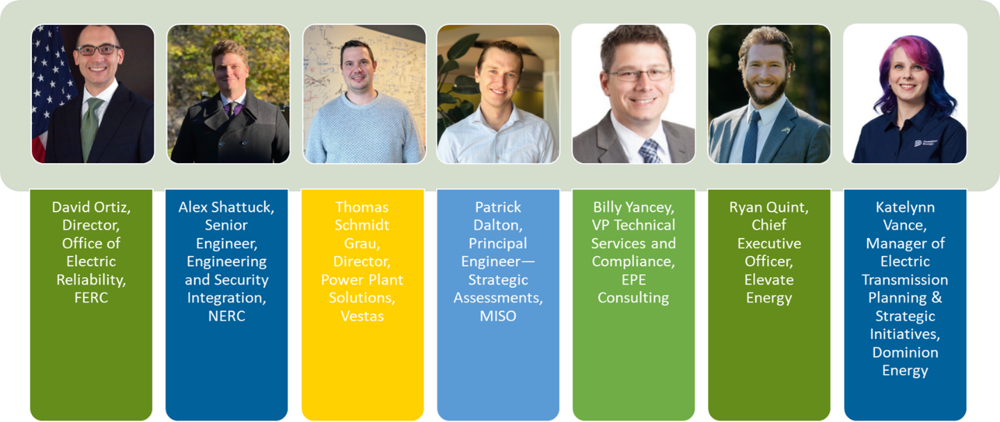 David Ortiz,
Director,
Office of
Electric
Reliability,
FERC
Alex Shattuck,
Senior
Engineer,
Engineering
and Security
Integration,
NERC
Thomas
Schmidt
Grau,
Director,
Power Plant
Solutions,
Vestas
Patrick
Dalton,
Principal
Engineer—
Strategic
Assessments,
MISO
Billy Yancey,
VP Technical
Services and
Compliance,
EPE
Consulting
Ryan Quint,
Chief
Executive
Officer,
Elevate
Energy
Dominion
Energy
Katelynn
Vance,
Manager of
Electric
Transmission
Planning &
Strategic
Initiatives,
Dominion
Energy